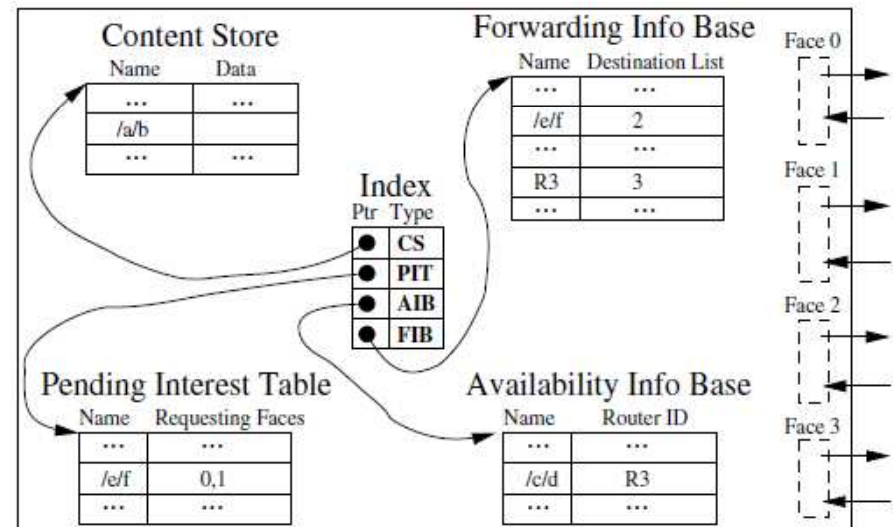 Content Store
Name Data
... ...
/a/b
... ...
Forwarding Info Base
Name Destination List
... ...
/e/f 2
... ...
R3 3
... ...
Face 0
Face 1
Face 2
Face 3
Index
Ptr Type
CS
PIT
AIB
FIB
Pending Interest Table
Name Requesting Faces
... ...
/e/f 0,1
... ...
Availability Info Base
Name Router ID
... ...
/c/d R3
... ...